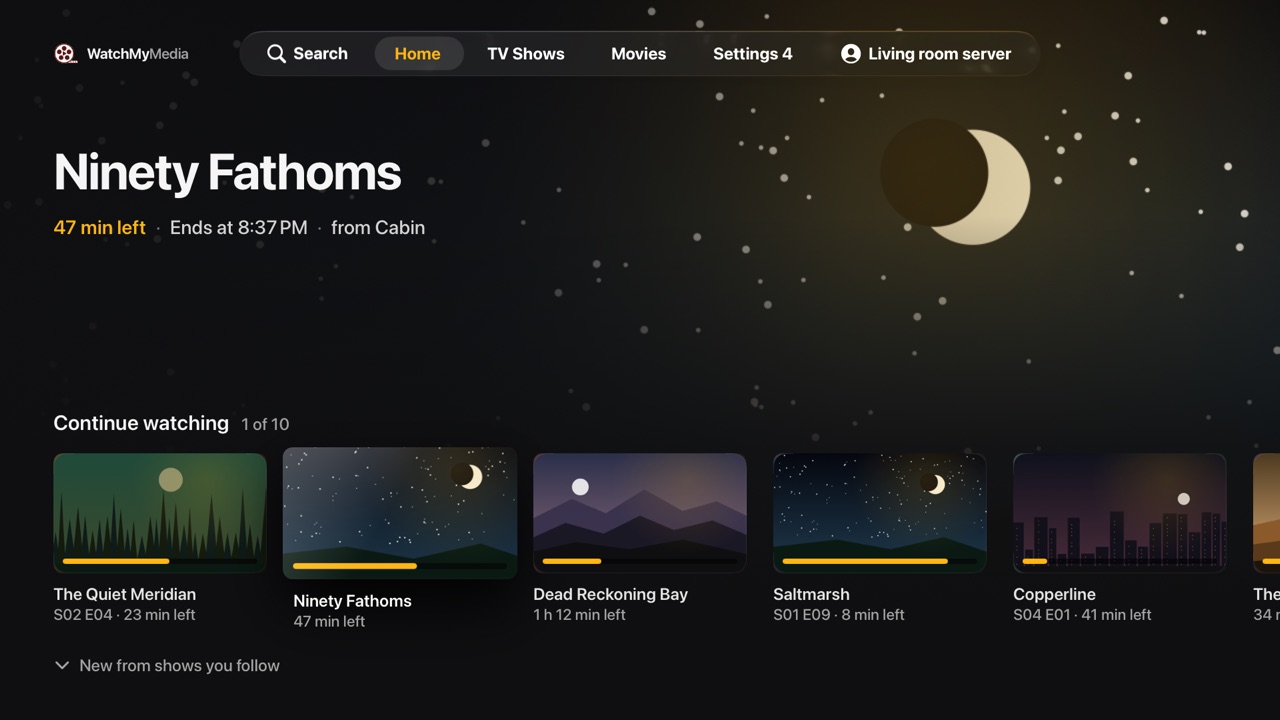 WatchMyMedia
Search
Home
TV Shows
Movies
Settings 4
Living room server
Ninety Fathoms
47 min left · Ends at 8:37 PM · from Cabin
Continue watching 1 of 10
The Quiet Meridian
S02 E04 · 23 min left
Ninety Fathoms
47 min left
Dead Reckoning Bay
1 h 12 min left
Saltmarsh
S01 E09 · 8 min left
Copperline
S04 E01 · 41 min left
The
34 
New from shows you follow